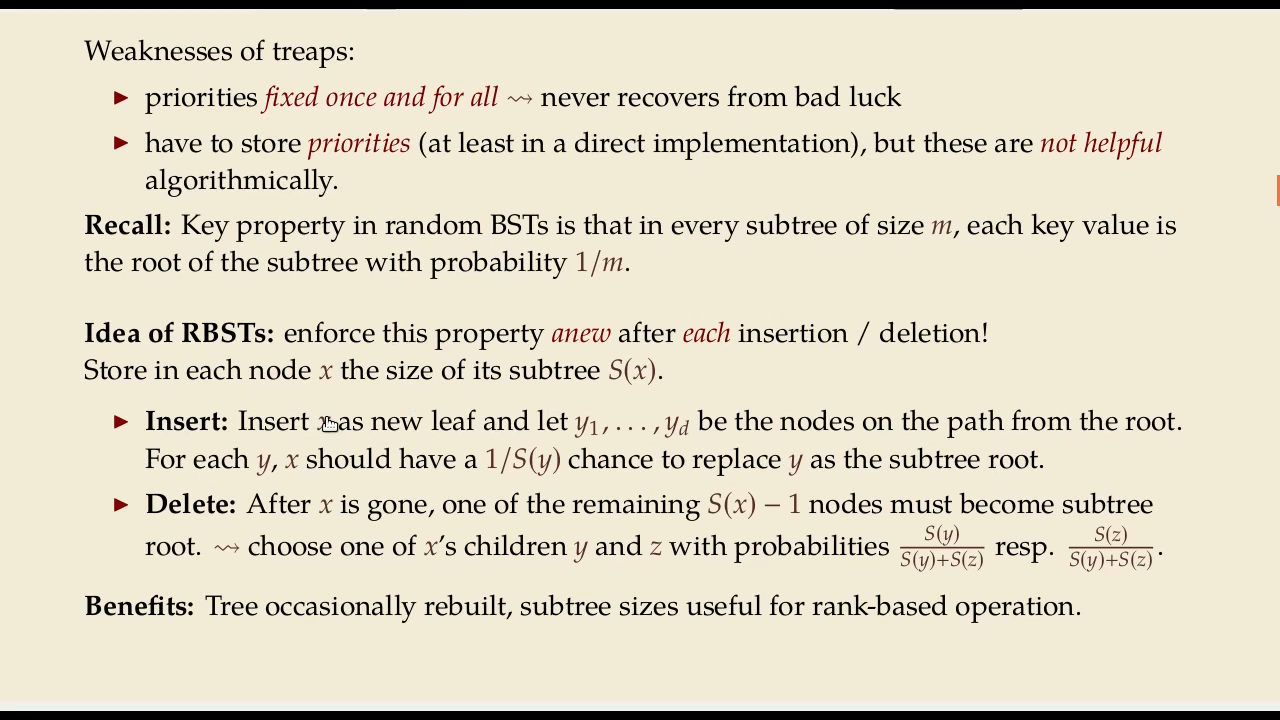 Weaknesses of treaps:
▶ priorities fixed once and for all ⇝ never recovers from bad luck
▶ have to store priorities (at least in a direct implementation), but these are not helpful
algorithmically.
Recall: Key property in random BSTs is that in every subtree of size m, each key value is
the root of the subtree with probability 1/m.
Idea of RBSTs: enforce this property anew after each insertion / deletion!
Store in each node x the size of its subtree S(x).
▶ Insert: Insert x as new leaf and let y₁, . . . , y_d be the nodes on the path from the root.
For each y, x should have a 1/S(y) chance to replace y as the subtree root.
▶ Delete: After x is gone, one of the remaining S(x) − 1 nodes must become subtree
root. ⇝ choose one of x's children y and z with probabilities S(y)/(S(y)+S(z)) resp. S(z)/(S(y)+S(z)).
Benefits: Tree occasionally rebuilt, subtree sizes useful for rank-based operation.